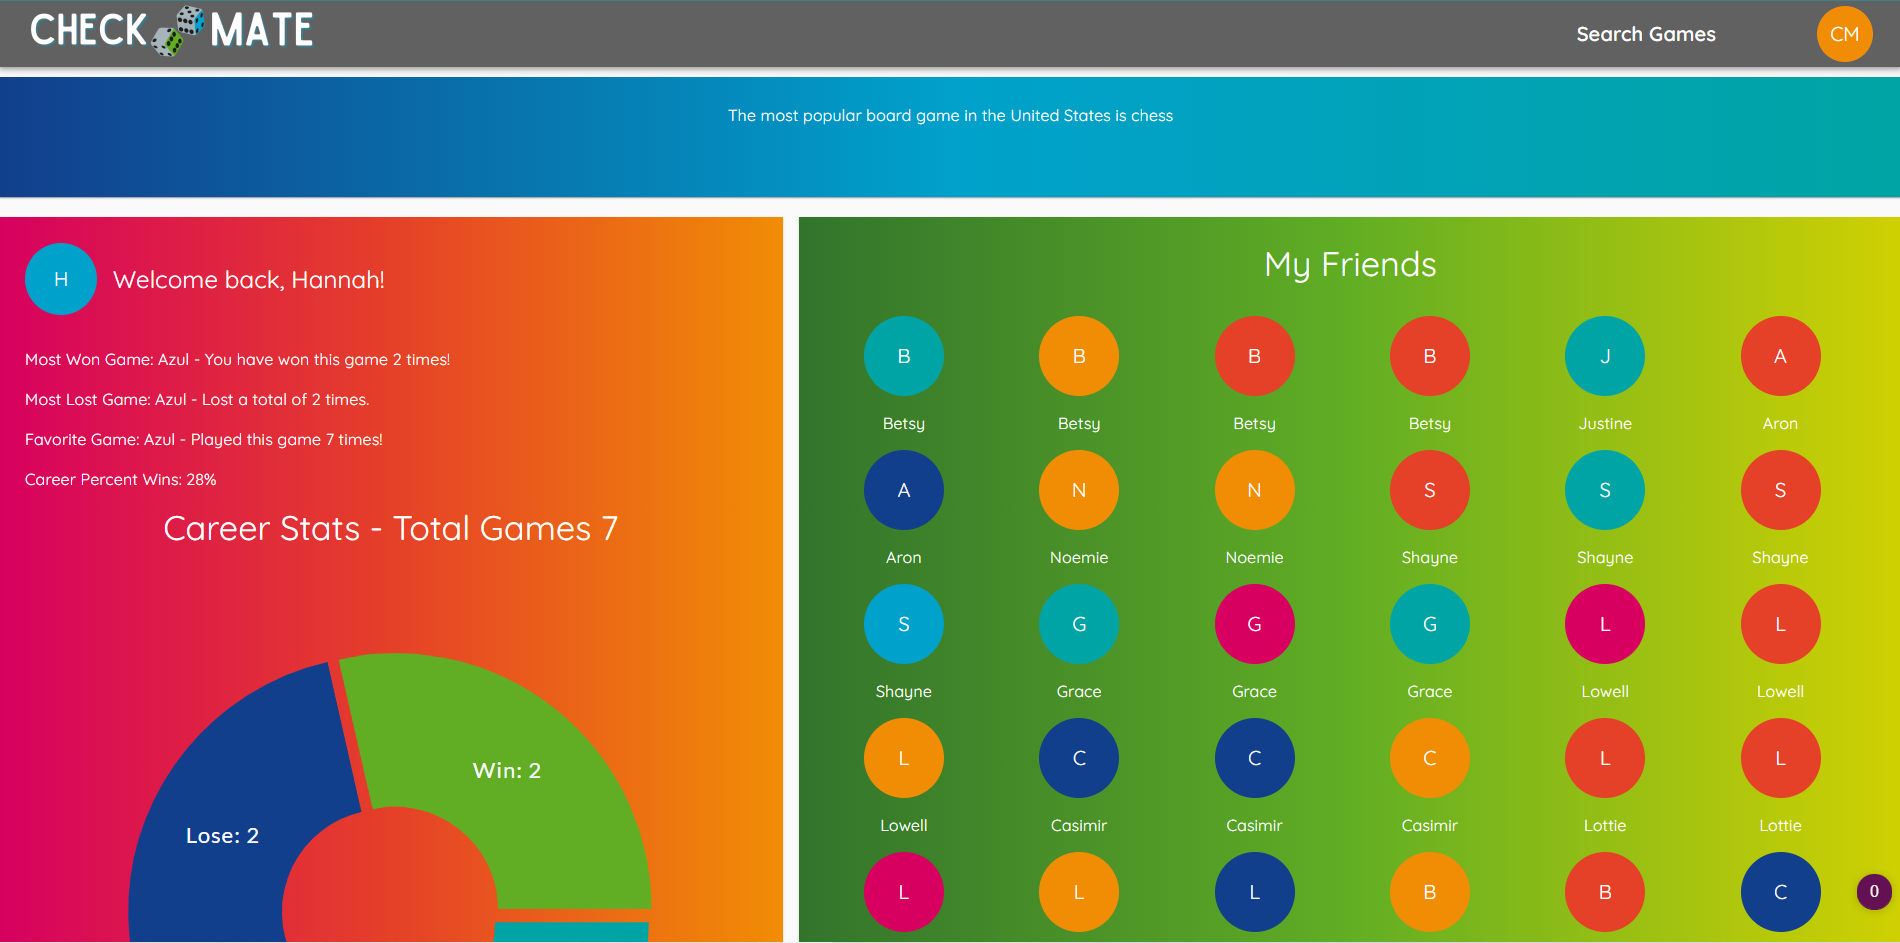 CHECK MATE
Search Games
CM
The most popular board game in the United States is chess
H
Welcome back, Hannah!
Most Won Game: Azul - You have won this game 2 times!
Most Lost Game: Azul - Lost a total of 2 times.
Favorite Game: Azul - Played this game 7 times!
Career Percent Wins: 28%
Career Stats - Total Games 7
Win: 2
Lose: 2
My Friends
B B B B J A
Betsy Betsy Betsy Betsy Justine Aron
A N N S S S
Aron Noemie Noemie Shayne Shayne Shayne
S G G G L L
Shayne Grace Grace Grace Lowell Lowell
L C C C L L
Lowell Casimir Casimir Casimir Lottie Lottie
L L L B B C
0